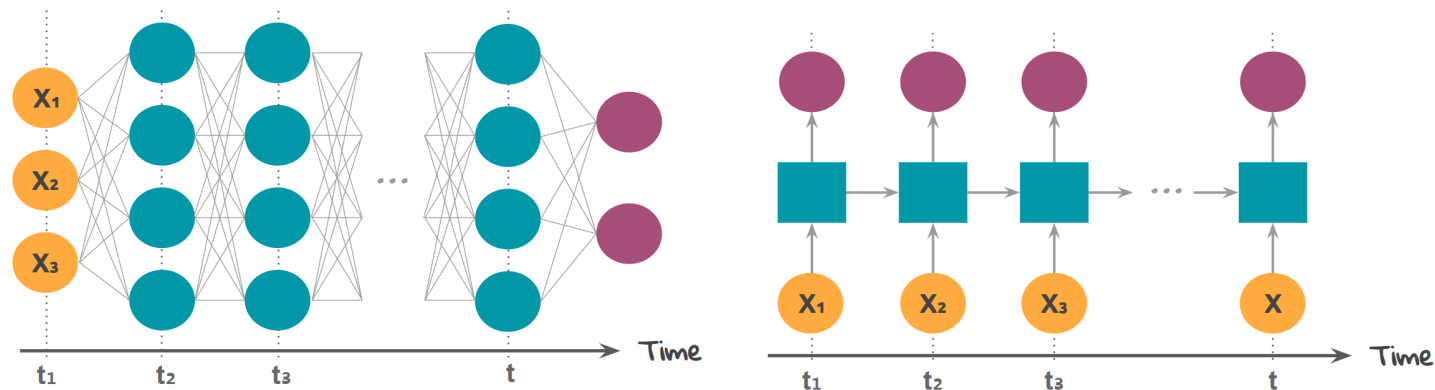 X₁
X₂
X₃
...
Time
t₁ t₂ t₃ t
...
X₁ X₂ X₃ X
Time
t₁ t₂ t₃ t